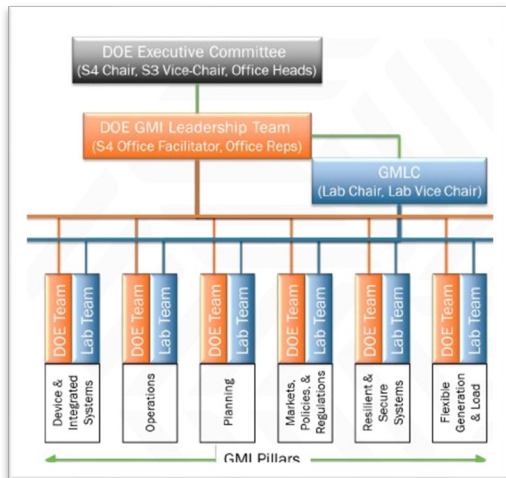 DOE Executive Committee
(S4 Chair, S3 Vice-Chair, Office Heads)
DOE GMI Leadership Team
(S4 Office Facilitator, Office Reps)
GMLC
(Lab Chair, Lab Vice Chair)
DOE Team
Lab Team
DOE Team
Lab Team
DOE Team
Lab Team
DOE Team
Lab Team
DOE Team
Lab Team
DOE Team
Lab Team
Device &
Integrated
Systems
Operations
Planning
Markets,
Policies, &
Regulations
Resilient &
Secure
Systems
Flexible
Generation
& Load
GMI Pillars